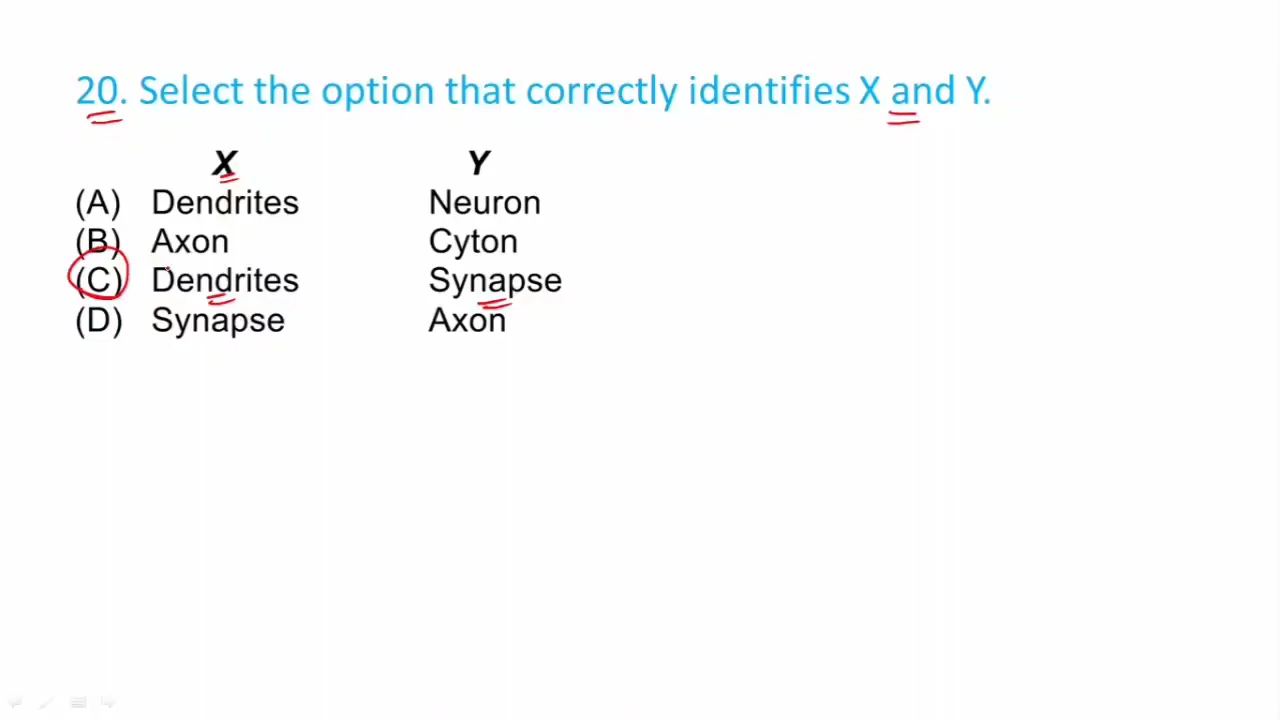 20. Select the option that correctly identifies X and Y.
X Y
(A) Dendrites Neuron
(B) Axon Cyton
(C) Dendrites Synapse
(D) Synapse Axon